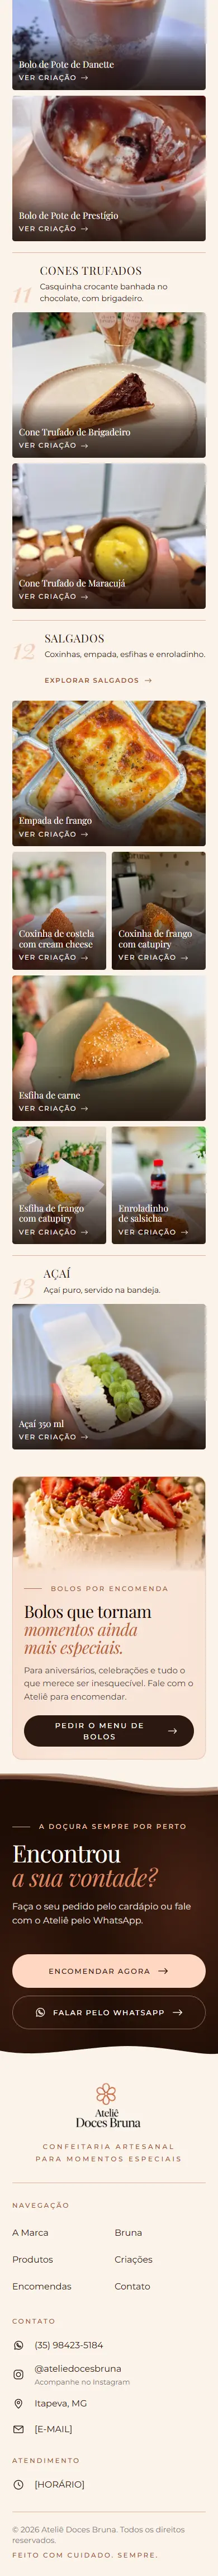 Bolo de Pote de Danette
VER CRIAÇÃO →
Bolo de Pote de Prestígio
VER CRIAÇÃO →
11
CONES TRUFADOS
Casquinha crocante banhada no
chocolate, com brigadeiro.
Cone Trufado de Brigadeiro
VER CRIAÇÃO →
Cone Trufado de Maracujá
VER CRIAÇÃO →
12
SALGADOS
Coxinhas, empada, esfihas e enroladinho.
EXPLORAR SALGADOS →
Empada de frango
VER CRIAÇÃO →
Coxinha de costela
com cream cheese
VER CRIAÇÃO →
Coxinha de frango
com catupiry
VER CRIAÇÃO →
Esfiha de carne
VER CRIAÇÃO →
Esfiha de frango
com catupiry
VER CRIAÇÃO →
Enroladinho
de salsicha
VER CRIAÇÃO →
13
AÇAÍ
Açaí puro, servido na bandeja.
Açaí 350 ml
VER CRIAÇÃO →
BOLOS POR ENCOMENDA
Bolos que tornam
momentos ainda
mais especiais.
Para aniversários, celebrações e tudo o
que merece ser inesquecível. Fale com o
Ateliê para encomendar.
PEDIR O MENU DE
BOLOS →
A DOÇURA SEMPRE POR PERTO
Encontrou
a sua vontade?
Faça o seu pedido pelo cardápio ou fale
com o Ateliê pelo WhatsApp.
ENCOMENDAR AGORA →
FALAR PELO WHATSAPP →
Ateliê
Doces Bruna
CONFEITARIA ARTESANAL
PARA MOMENTOS ESPECIAIS
NAVEGAÇÃO
A Marca
Bruna
Produtos
Criações
Encomendas
Contato
CONTATO
(35) 98423-5184
@ateliedocesbruna
Acompanhe no Instagram
Itapeva, MG
[E-MAIL]
ATENDIMENTO
[HORÁRIO]
© 2026 Ateliê Doces Bruna. Todos os direitos
reservados.
FEITO COM CUIDADO. SEMPRE.